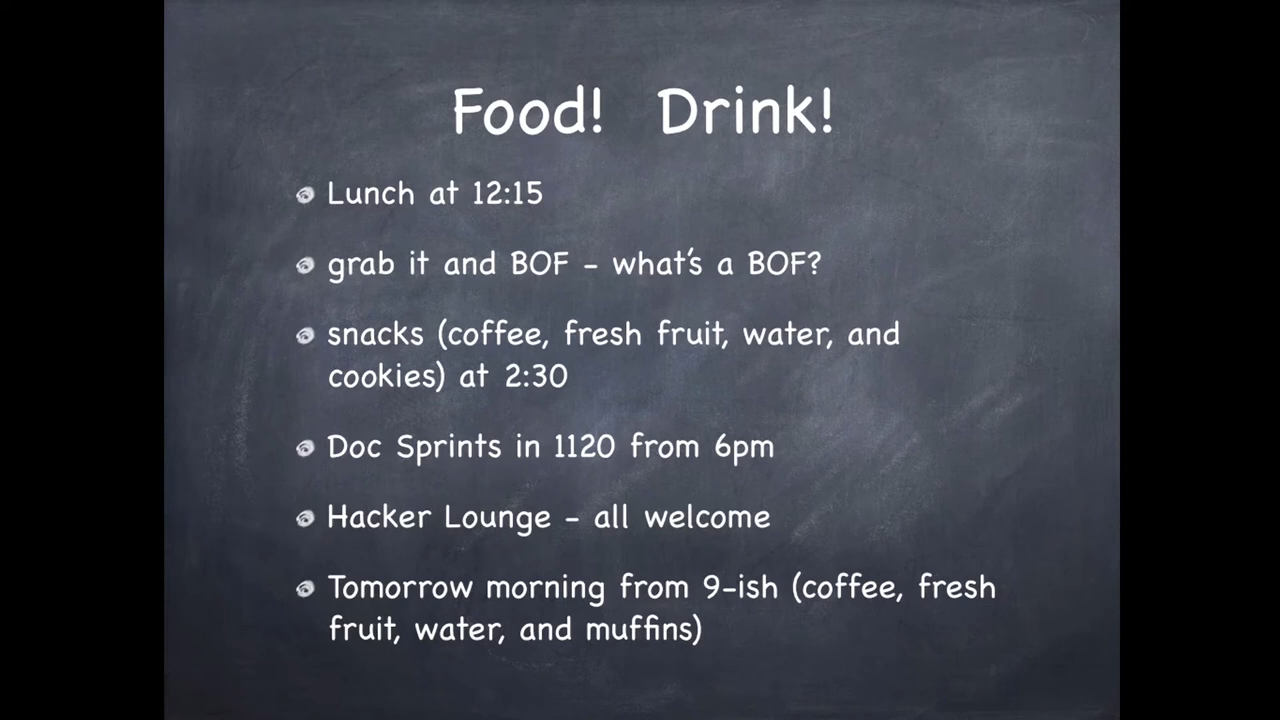 Food! Drink!
Lunch at 12:15
grab it and BOF - what's a BOF?
snacks (coffee, fresh fruit, water, and
cookies) at 2:30
Doc Sprints in 1120 from 6pm
Hacker Lounge - all welcome
Tomorrow morning from 9-ish (coffee, fresh
fruit, water, and muffins)